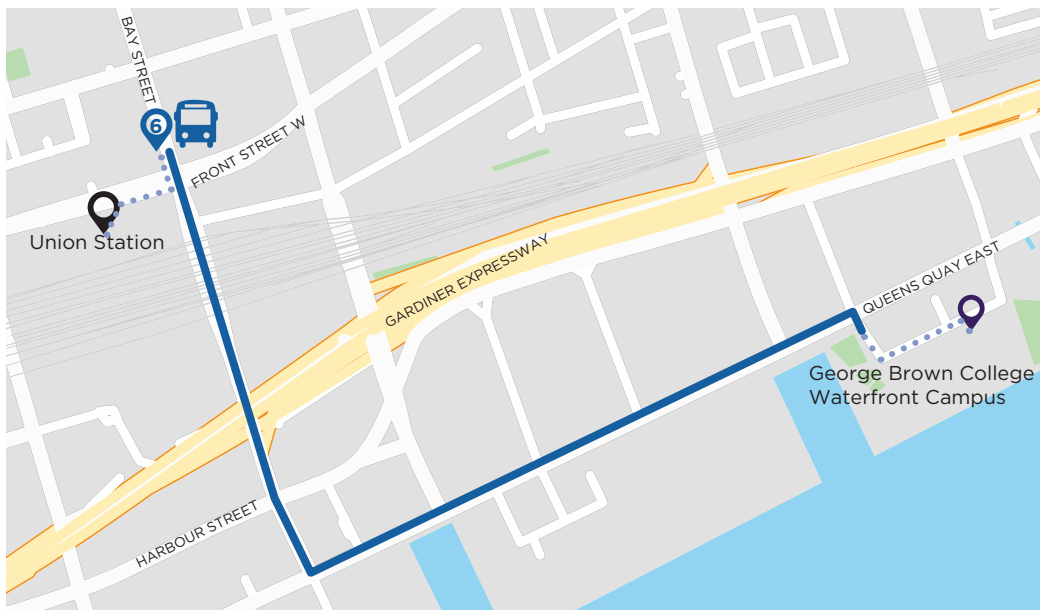 BAY STREET
6
FRONT STREET W
Union Station
GARDINER EXPRESSWAY
QUEENS QUAY EAST
George Brown College
Waterfront Campus
HARBOUR STREET